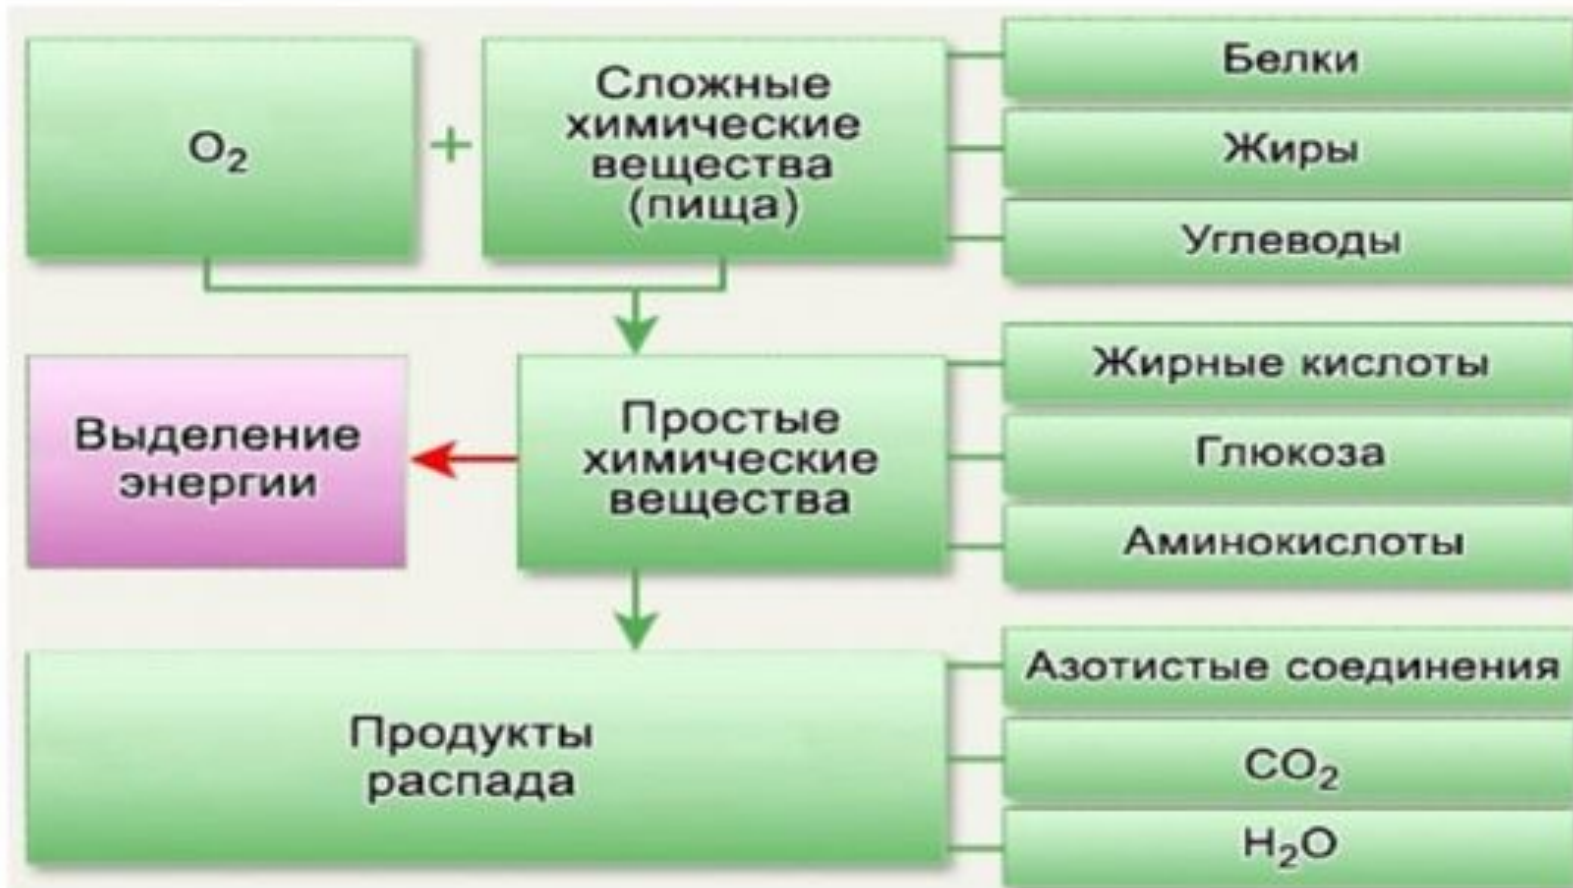 O₂
+
Сложные
химические
вещества
(пища)
Белки
Жиры
Углеводы
Выделение
энергии
Простые
химические
вещества
Жирные кислоты
Глюкоза
Аминокислоты
Продукты
распада
Азотистые соединения
CO₂
H₂O